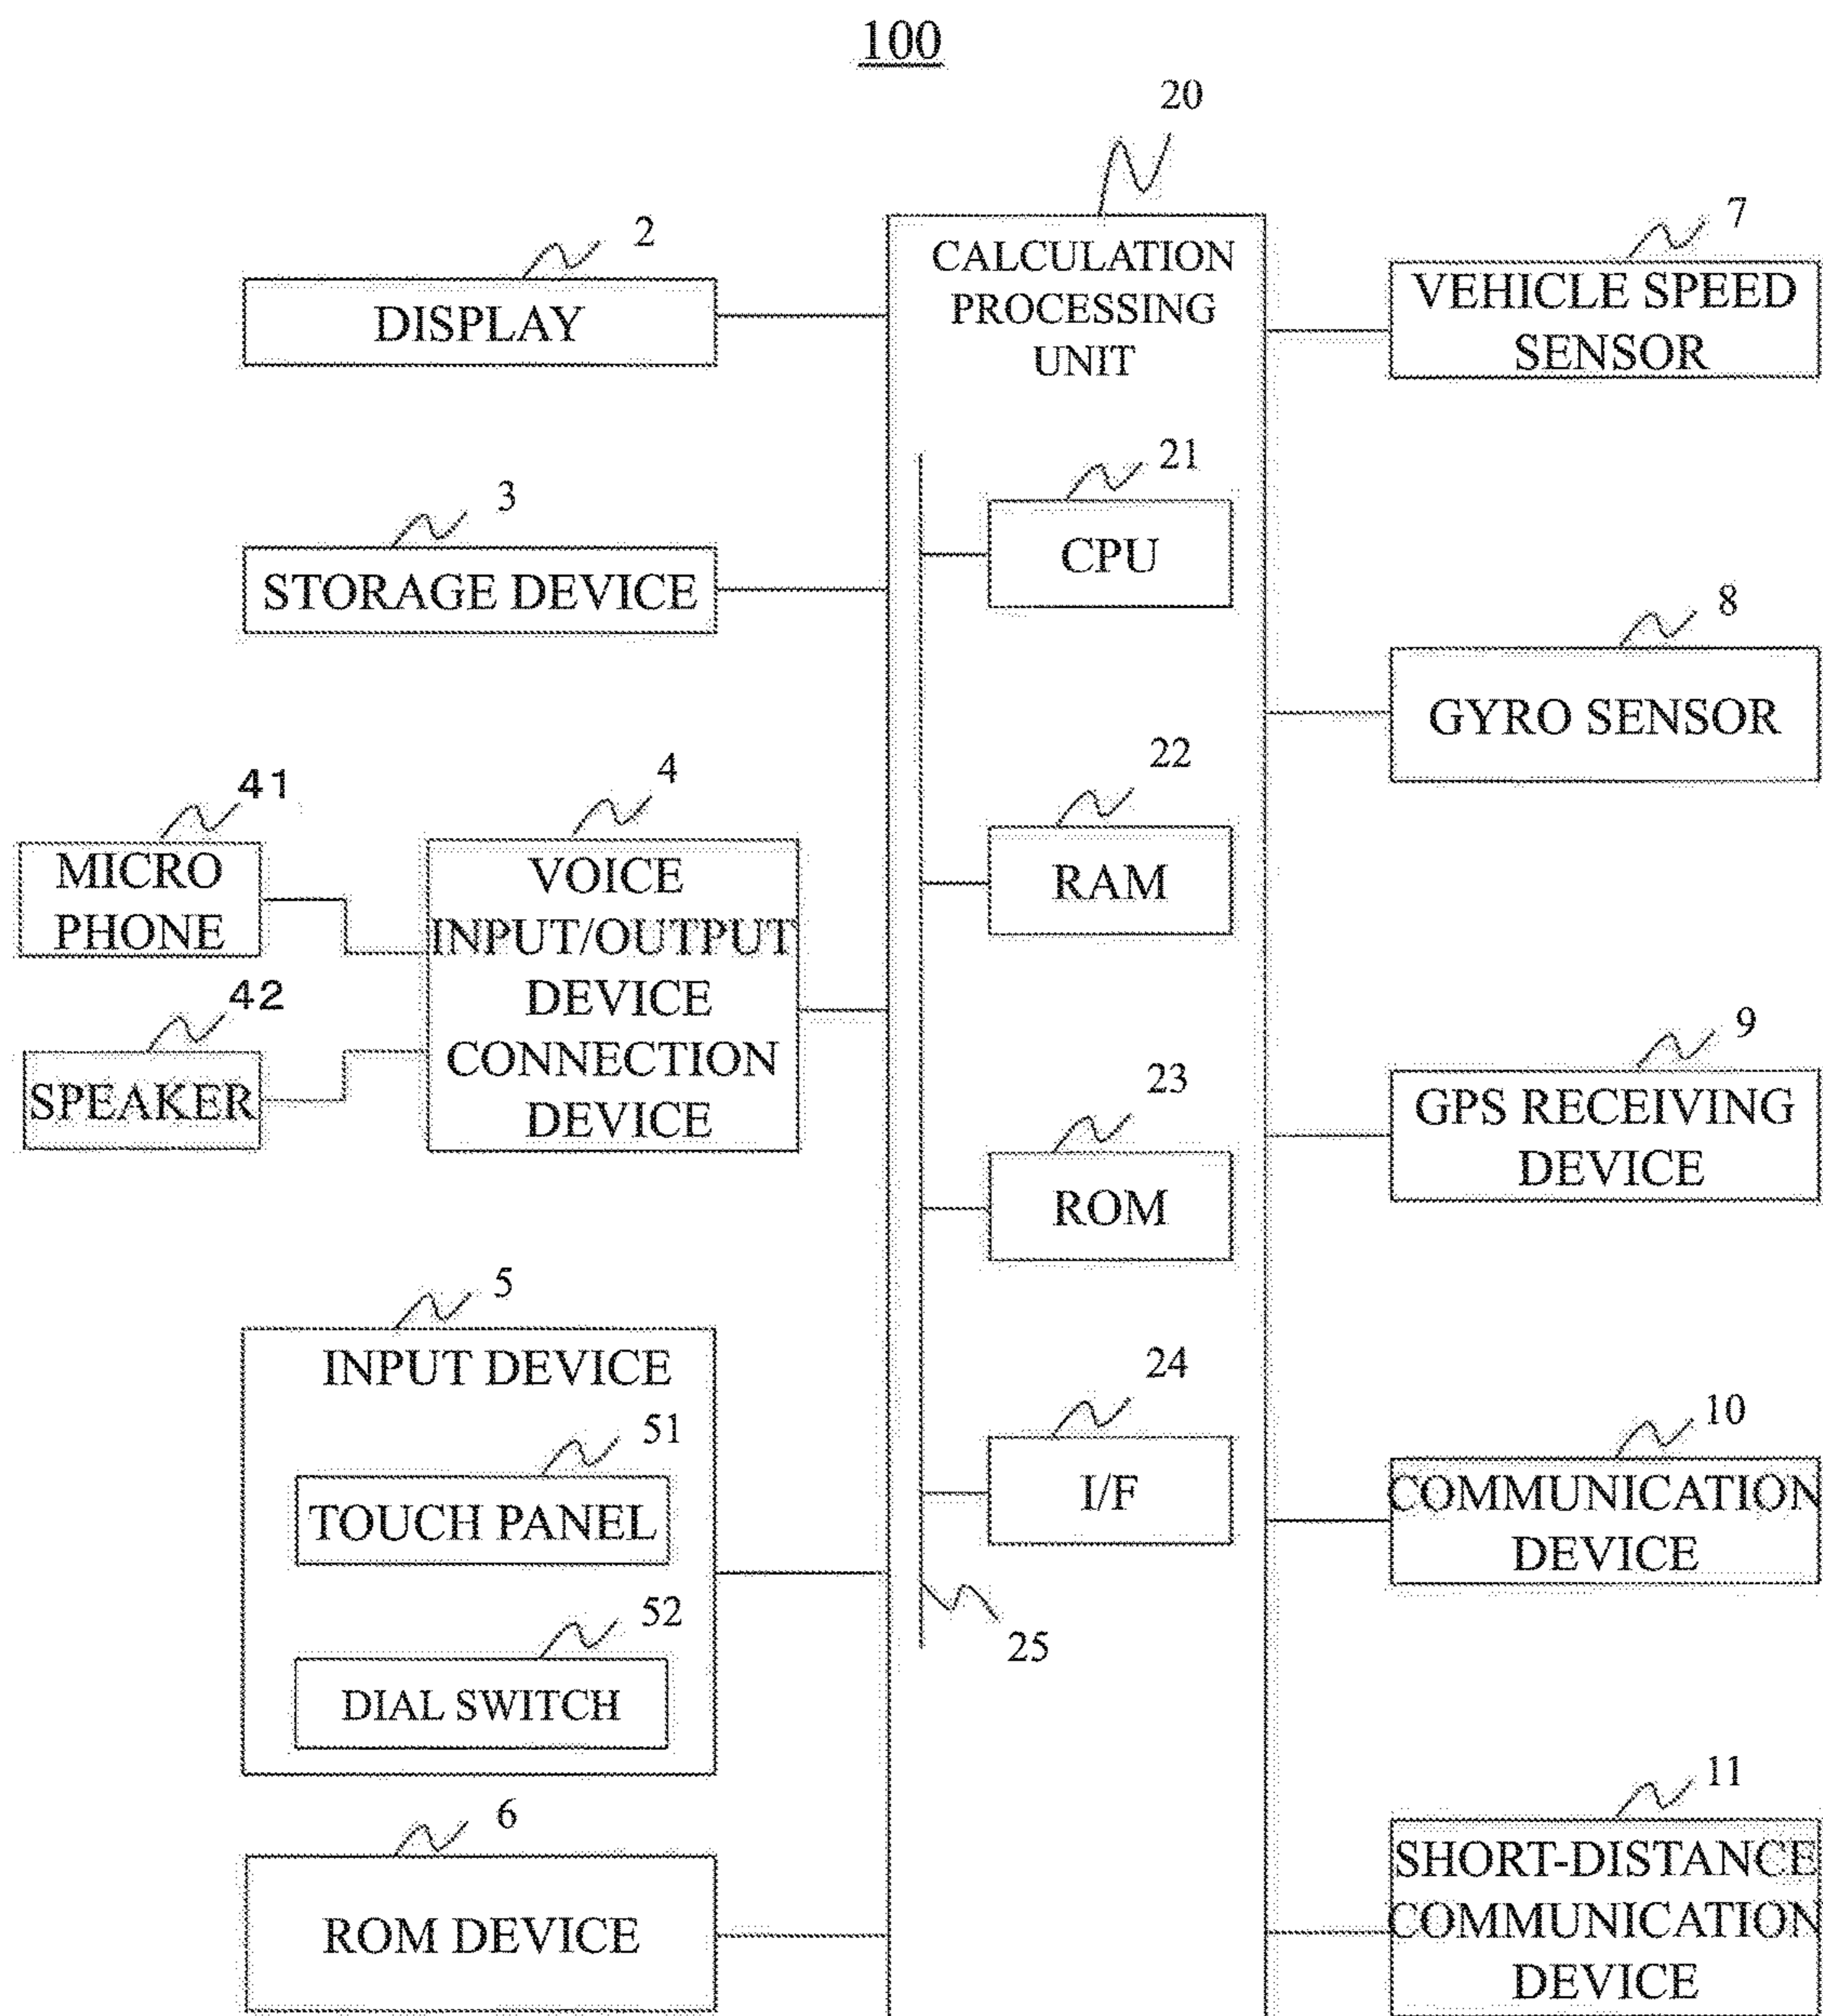 100
20
CALCULATION
PROCESSING
UNIT
2
DISPLAY
3
STORAGE DEVICE
41
MICRO
PHONE
42
SPEAKER
4
VOICE
INPUT/OUTPUT
DEVICE
CONNECTION
DEVICE
5
INPUT DEVICE
51
TOUCH PANEL
52
DIAL SWITCH
6
ROM DEVICE
21
CPU
22
RAM
23
ROM
24
I/F
25
7
VEHICLE SPEED
SENSOR
8
GYRO SENSOR
9
GPS RECEIVING
DEVICE
10
COMMUNICATION
DEVICE
11
SHORT-DISTANCE
COMMUNICATION
DEVICE